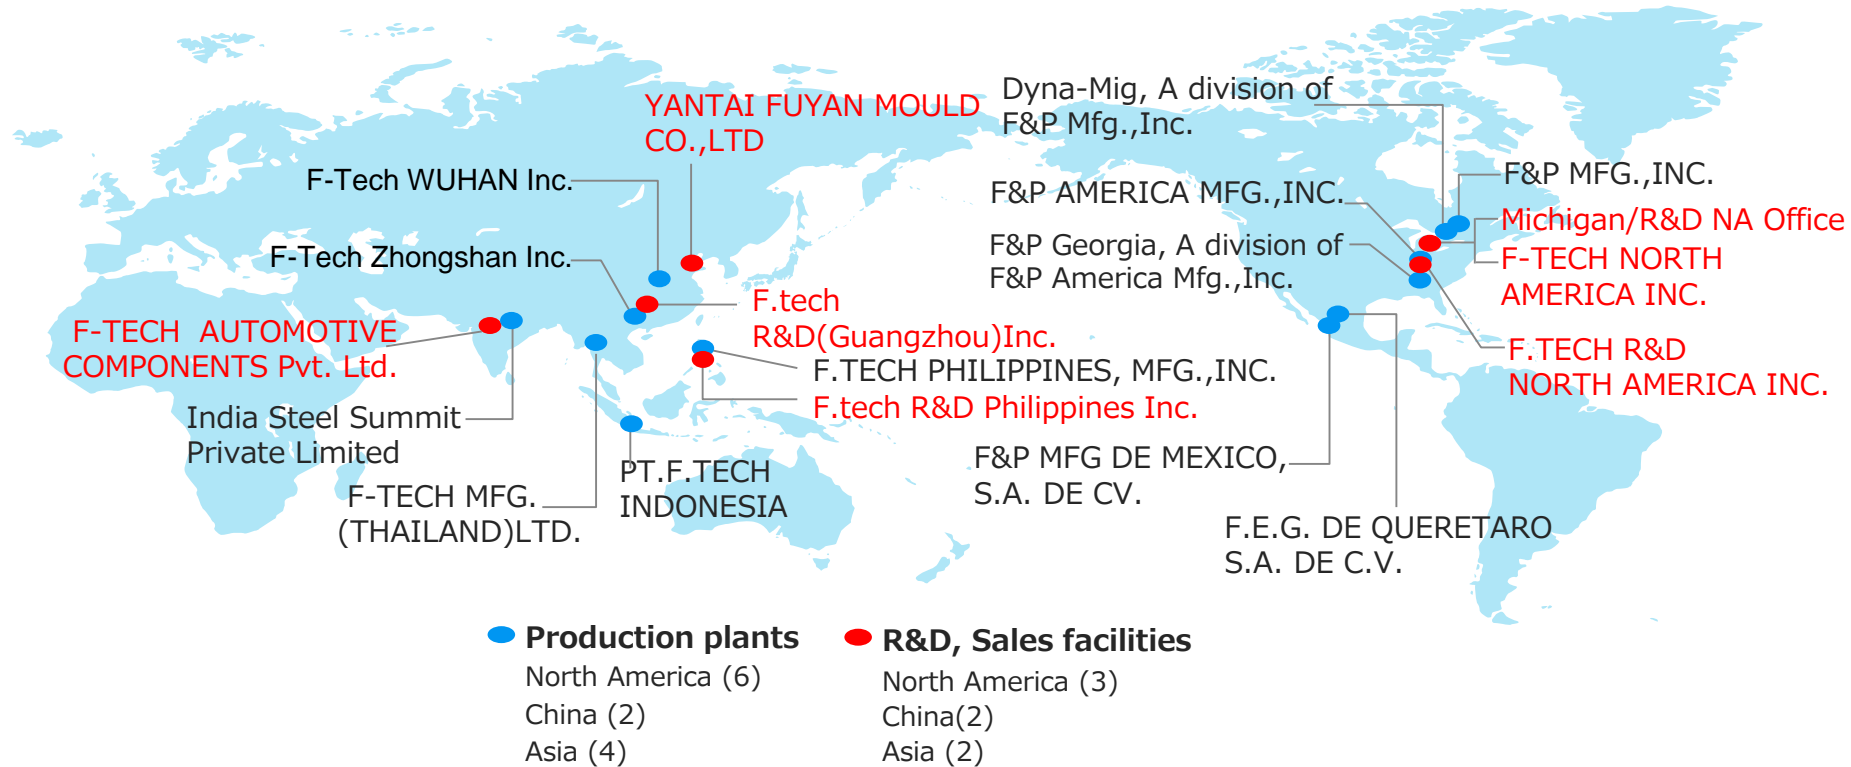 YANTAI FUYAN MOULD
CO.,LTD
F-Tech WUHAN Inc.
F-Tech Zhongshan Inc.
F-TECH AUTOMOTIVE
COMPONENTS Pvt. Ltd.
India Steel Summit
Private Limited
F-TECH MFG.
(THAILAND)LTD.
PT.F.TECH
INDONESIA
F.tech
R&D(Guangzhou)Inc.
F.TECH PHILIPPINES, MFG.,INC.
F.tech R&D Philippines Inc.
Dyna-Mig, A division of
F&P Mfg.,Inc.
F&P AMERICA MFG.,INC.
F&P Georgia, A division of
F&P America Mfg.,Inc.
F&P MFG.,INC.
Michigan/R&D NA Office
F-TECH NORTH
AMERICA INC.
F.TECH R&D
NORTH AMERICA INC.
F&P MFG DE MEXICO,
S.A. DE CV.
F.E.G. DE QUERETARO
S.A. DE C.V.
Production plants
North America (6)
China (2)
Asia (4)
R&D, Sales facilities
North America (3)
China(2)
Asia (2)